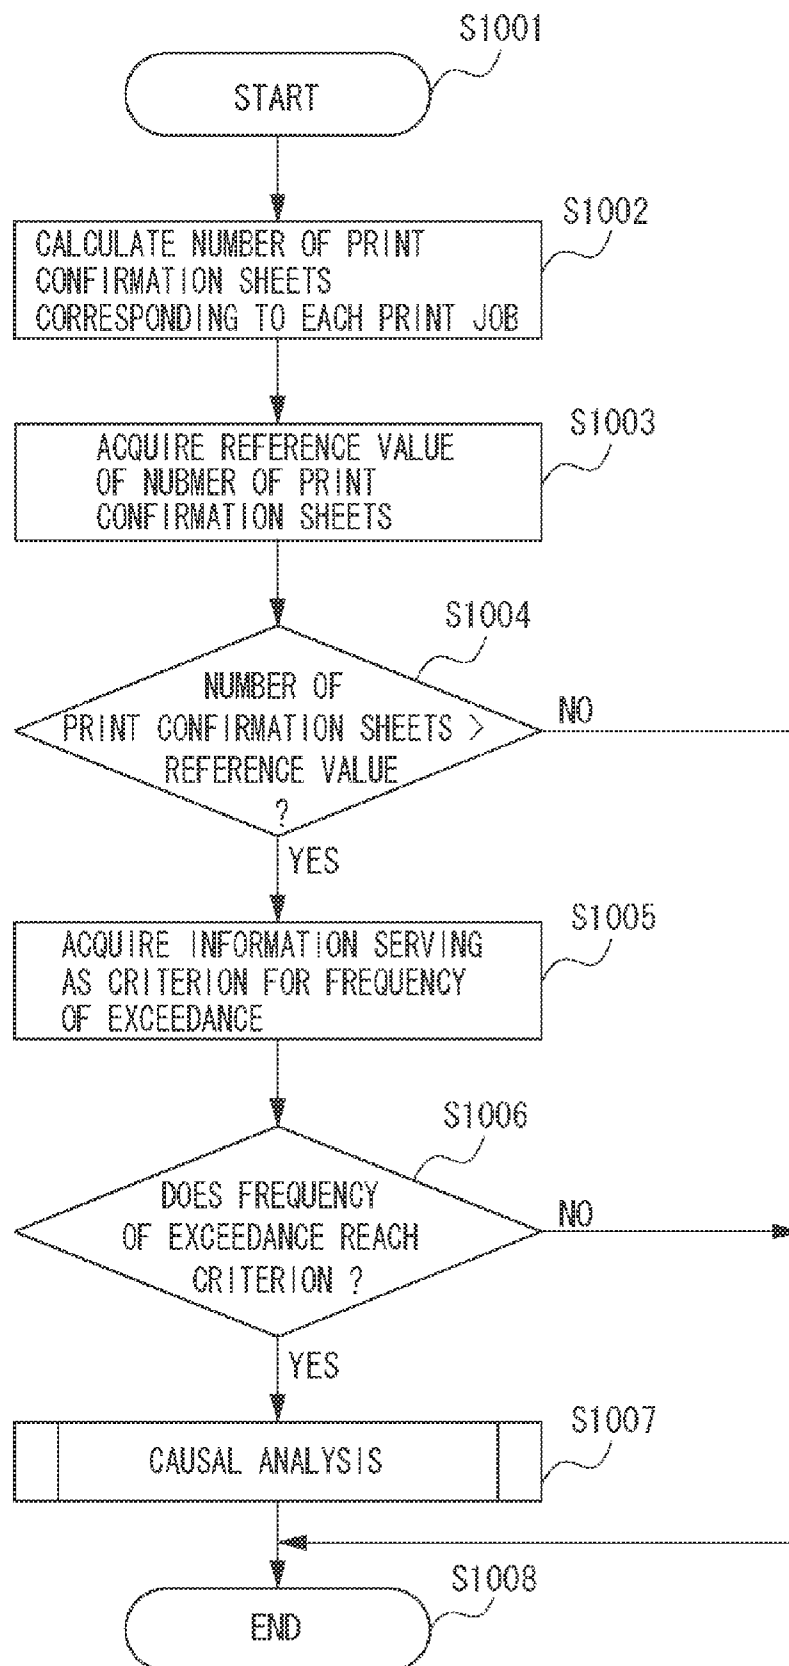 S1001
START
S1002
CALCULATE NUMBER OF PRINT
CONFIRMATION SHEETS
CORRESPONDING TO EACH PRINT JOB
S1003
ACQUIRE REFERENCE VALUE
OF NUBMER OF PRINT
CONFIRMATION SHEETS
S1004
NUMBER OF
PRINT CONFIRMATION SHEETS >
REFERENCE VALUE
?
NO
YES
S1005
ACQUIRE INFORMATION SERVING
AS CRITERION FOR FREQUENCY
OF EXCEEDANCE
S1006
DOES FREQUENCY
OF EXCEEDANCE REACH
CRITERION ?
NO
YES
S1007
CAUSAL ANALYSIS
S1008
END